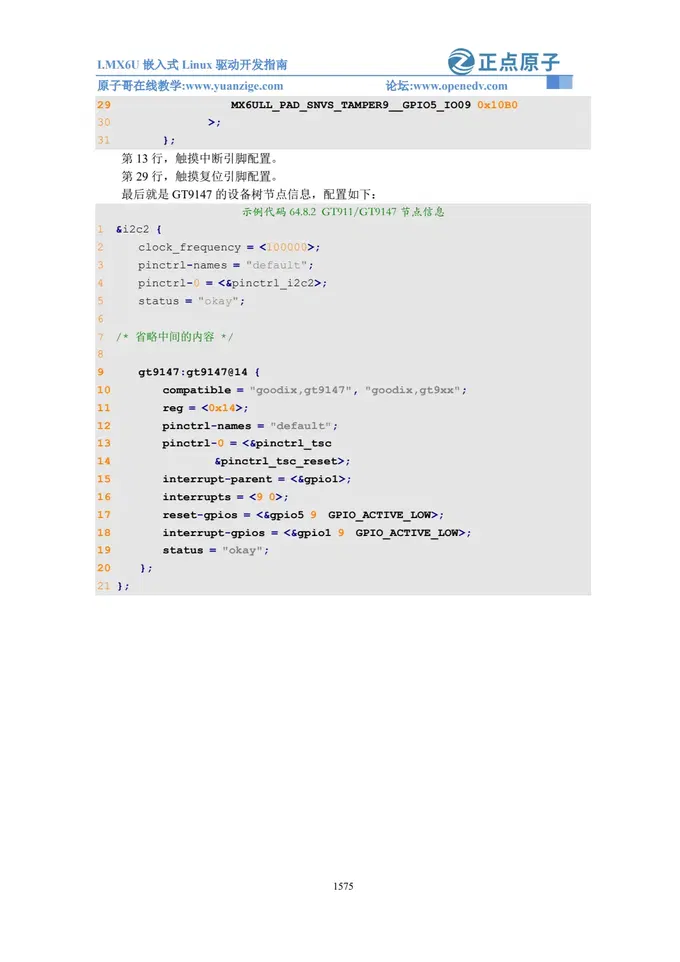 正点原子
I.MX6U 嵌入式 Linux 驱动开发指南
原子哥在线教学:www.yuanzige.com 论坛:www.openedv.com
29 MX6ULL_PAD_SNVS_TAMPER9__GPIO5_IO09 0x10B0
30 >;
31 };
第 13 行，触摸中断引脚配置。
第 29 行，触摸复位引脚配置。
最后就是 GT9147 的设备树节点信息，配置如下：
示例代码 64.8.2 GT911/GT9147 节点信息
1 &i2c2 {
2 clock_frequency = <100000>;
3 pinctrl-names = "default";
4 pinctrl-0 = <&pinctrl_i2c2>;
5 status = "okay";
6
7 /* 省略中间的内容 */
8
9 gt9147:gt9147@14 {
10 compatible = "goodix,gt9147", "goodix,gt9xx";
11 reg = <0x14>;
12 pinctrl-names = "default";
13 pinctrl-0 = <&pinctrl_tsc
14 &pinctrl_tsc_reset>;
15 interrupt-parent = <&gpio1>;
16 interrupts = <9 0>;
17 reset-gpios = <&gpio5 9 GPIO_ACTIVE_LOW>;
18 interrupt-gpios = <&gpio1 9 GPIO_ACTIVE_LOW>;
19 status = "okay";
20 };
21 };
1575